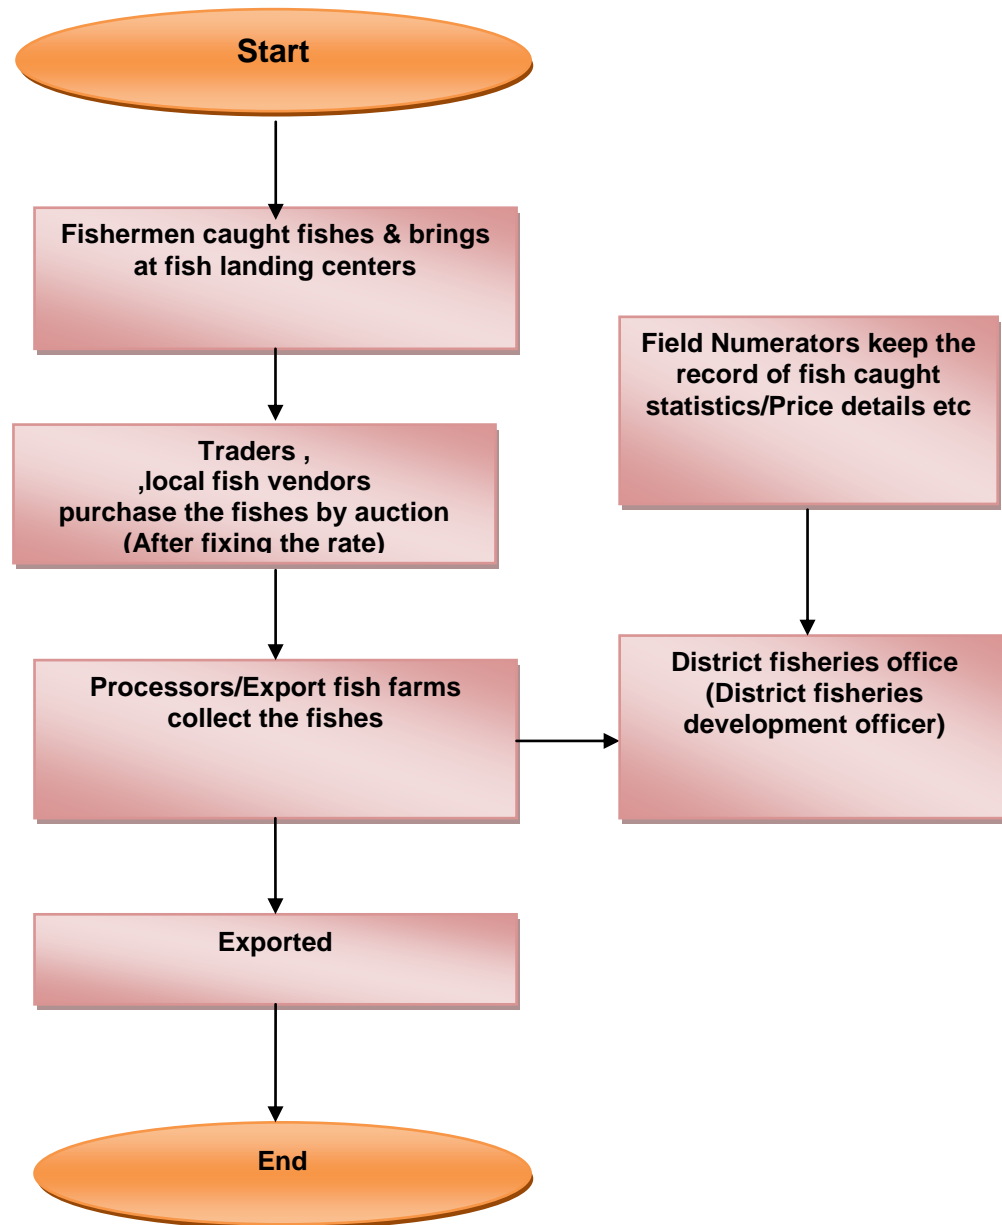 Start
Fishermen caught fishes & brings
at fish landing centers
Field Numerators keep the
record of fish caught
statistics/Price details etc
Traders ,
,local fish vendors
purchase the fishes by auction
(After fixing the rate)
Processors/Export fish farms
collect the fishes
District fisheries office
(District fisheries
development officer)
Exported
End